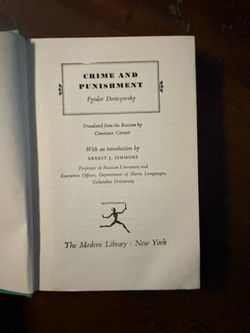 CRIME AND
PUNISHMENT
Fyodor Dostoyevsky
Translated from the Russian by
Constance Garnett
With an introduction by
ERNEST J. SIMMONS
Professor of Russian Literature and
Executive Officer, Department of Slavic Languages,
Columbia University
The Modern Library · New York